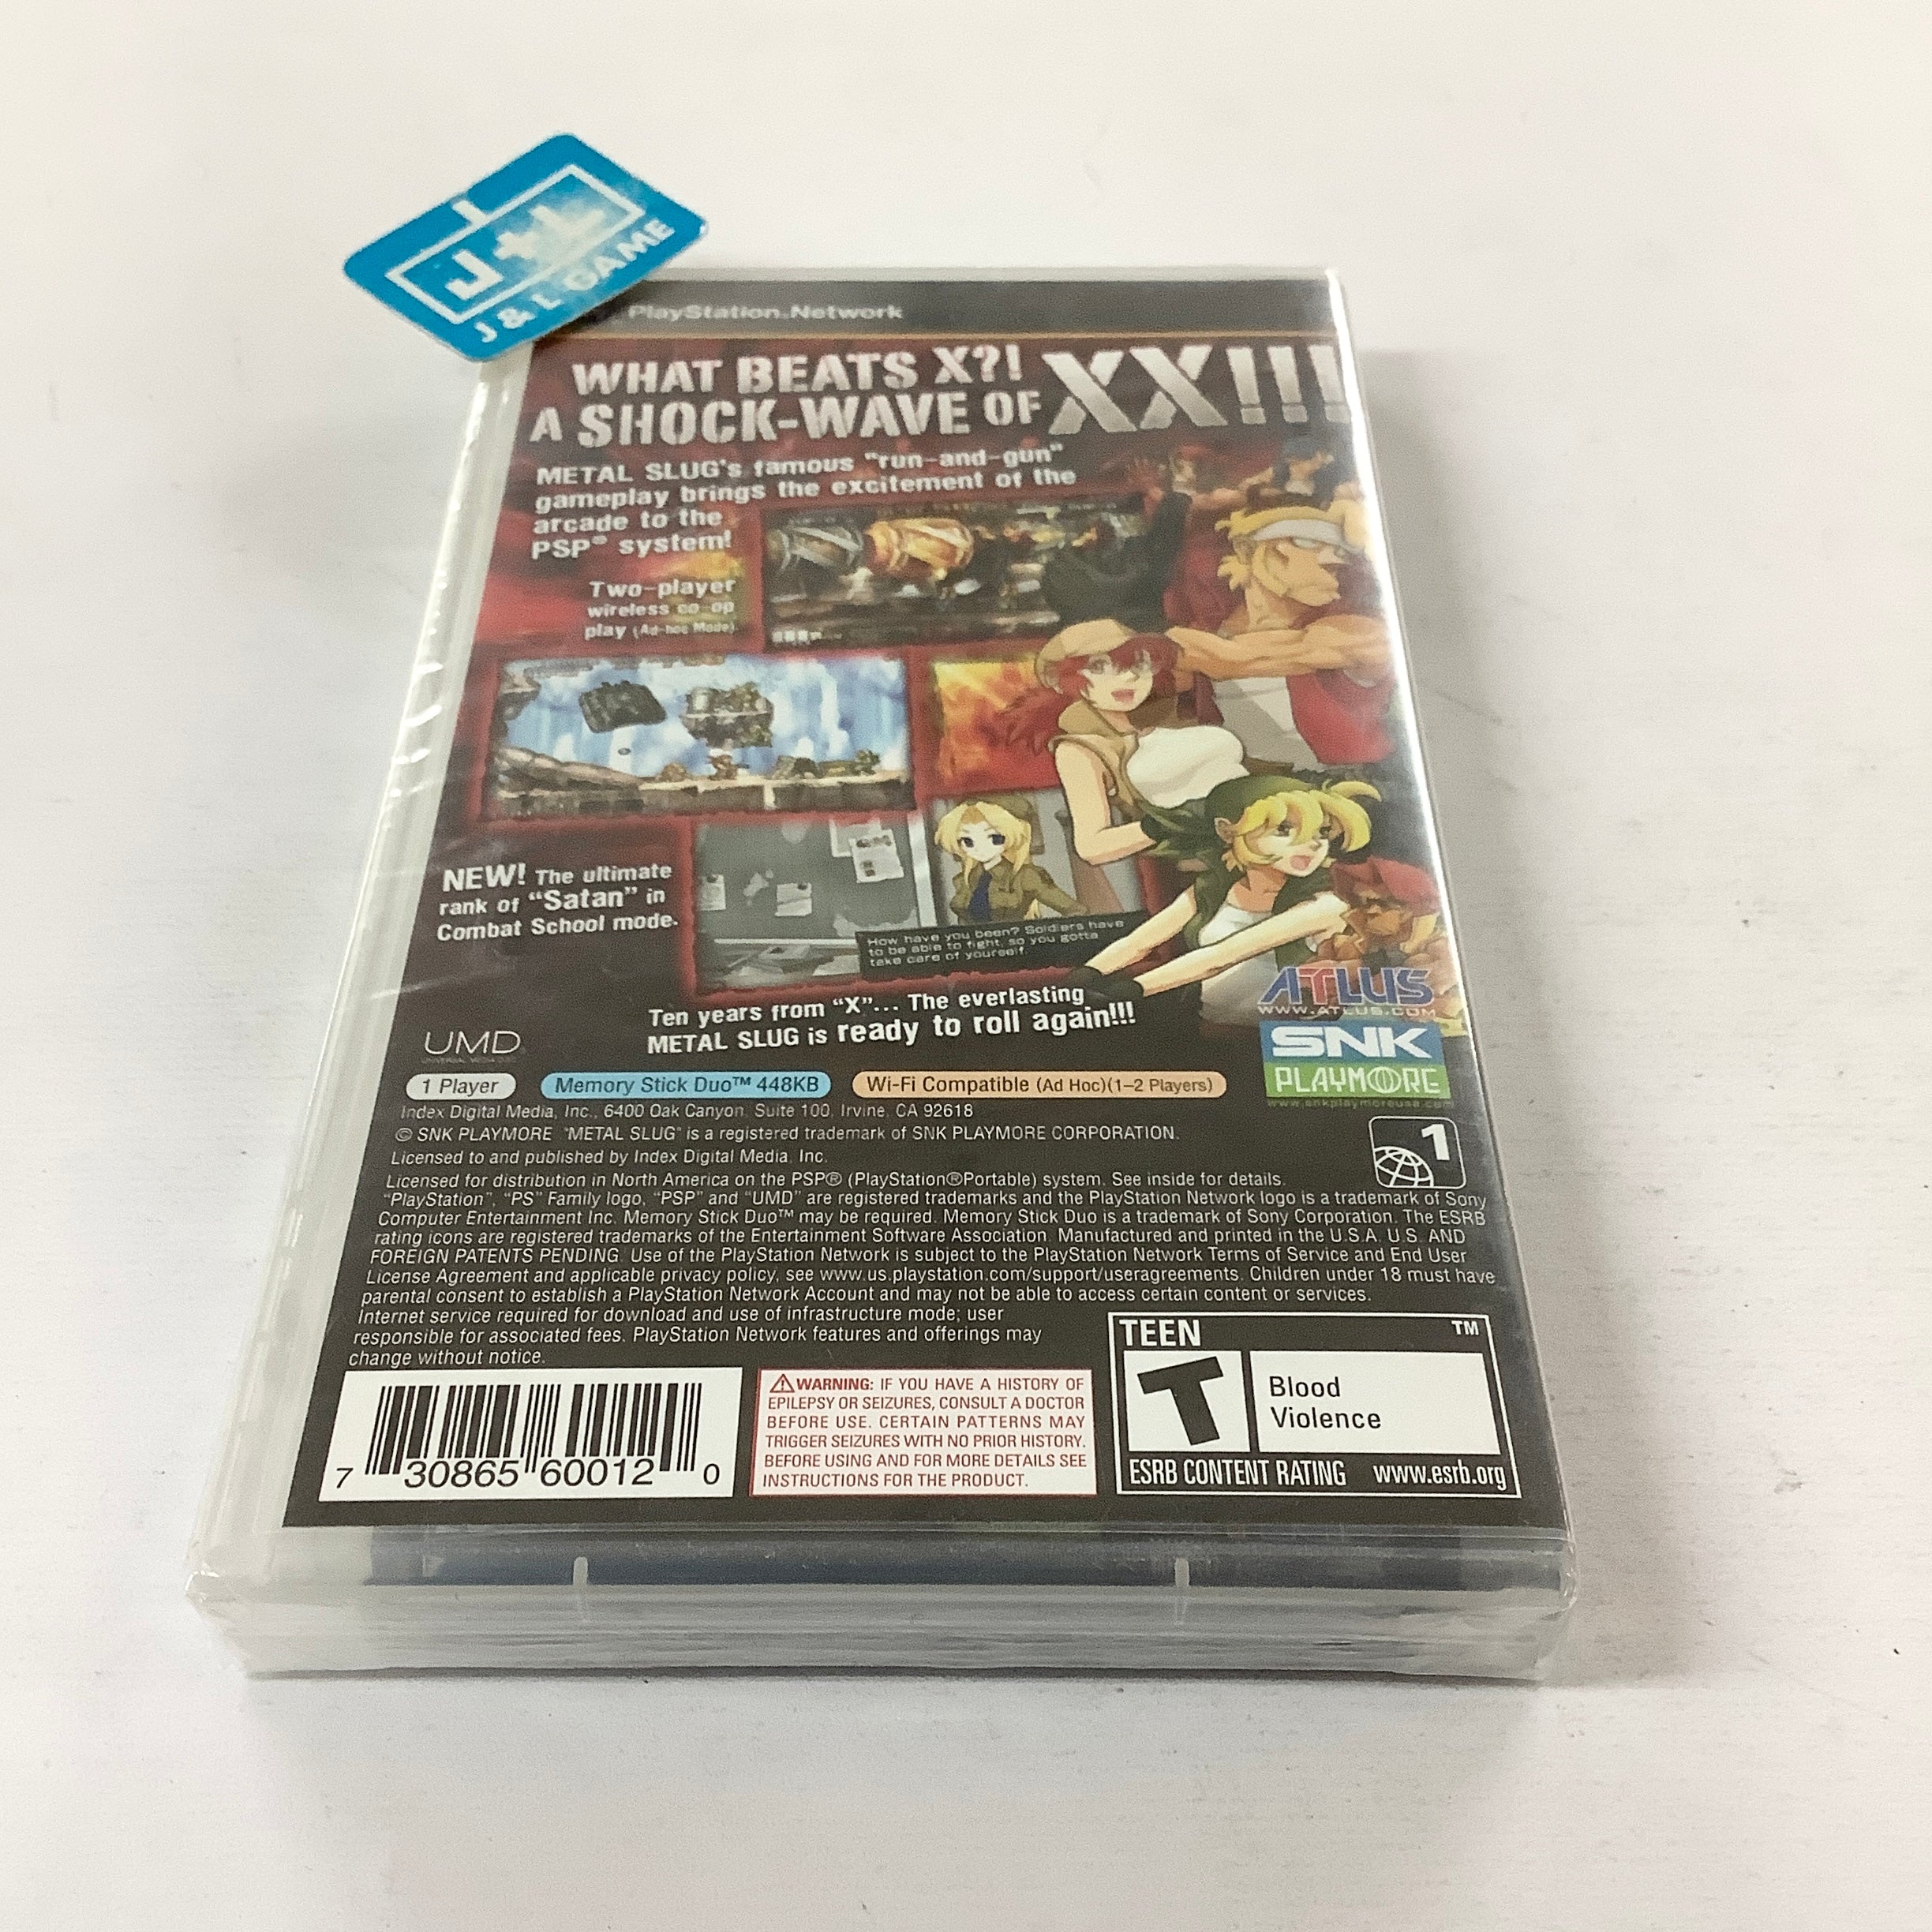 J+L
J & L GAME
PlayStation®Network
WHAT BEATS X?!
A SHOCK-WAVE OF XX!!!
METAL SLUG's famous "run-and-gun"
gameplay brings the excitement of the
arcade to the
PSP® system!
Two-player
wireless co-op
play (Ad-hoc Mode).
NEW! The ultimate
rank of “Satan” in
Combat School mode.
How have you been? Soldiers have
to be able to fight, so you gotta
take care of yourself.
Ten years from “X”... The everlasting
METAL SLUG is ready to roll again!!!
ATLUS
WWW.ATLUS.COM
SNK
PLAYMORE
www.snkplaymoreusa.com
UMD
UNIVERSAL MEDIA DISC
1 Player
Memory Stick Duo™ 448KB
Wi-Fi Compatible (Ad Hoc)(1–2 Players)
Index Digital Media, Inc., 6400 Oak Canyon, Suite 100, Irvine, CA 92618
© SNK PLAYMORE "METAL SLUG" is a registered trademark of SNK PLAYMORE CORPORATION.
Licensed to and published by Index Digital Media, Inc.
1
Licensed for distribution in North America on the PSP® (PlayStation®Portable) system. See inside for details.
“PlayStation”, “PS” Family logo, “PSP” and “UMD” are registered trademarks and the PlayStation Network logo is a trademark of Sony
Computer Entertainment Inc. Memory Stick Duo™ may be required. Memory Stick Duo is a trademark of Sony Corporation. The ESRB
rating icons are registered trademarks of the Entertainment Software Association. Manufactured and printed in the U.S.A. U.S. AND
FOREIGN PATENTS PENDING. Use of the PlayStation Network is subject to the PlayStation Network Terms of Service and End User
License Agreement and applicable privacy policy, see www.us.playstation.com/support/useragreements. Children under 18 must have
parental consent to establish a PlayStation Network Account and may not be able to access certain content or services.
Internet service required for download and use of infrastructure mode; user
responsible for associated fees. PlayStation Network features and offerings may
change without notice.
7 30865 60012 0
WARNING: IF YOU HAVE A HISTORY OF
EPILEPSY OR SEIZURES, CONSULT A DOCTOR
BEFORE USE. CERTAIN PATTERNS MAY
TRIGGER SEIZURES WITH NO PRIOR HISTORY.
BEFORE USING AND FOR MORE DETAILS SEE
INSTRUCTIONS FOR THE PRODUCT.
TEEN ™
T
Blood
Violence
ESRB CONTENT RATING www.esrb.org